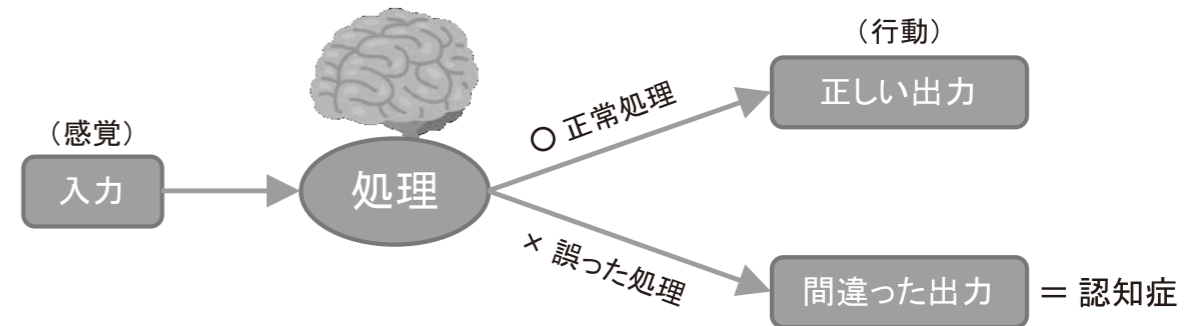 （感覚）
入力
処理
○ 正常処理
× 誤った処理
（行動）
正しい出力
間違った出力
＝ 認知症